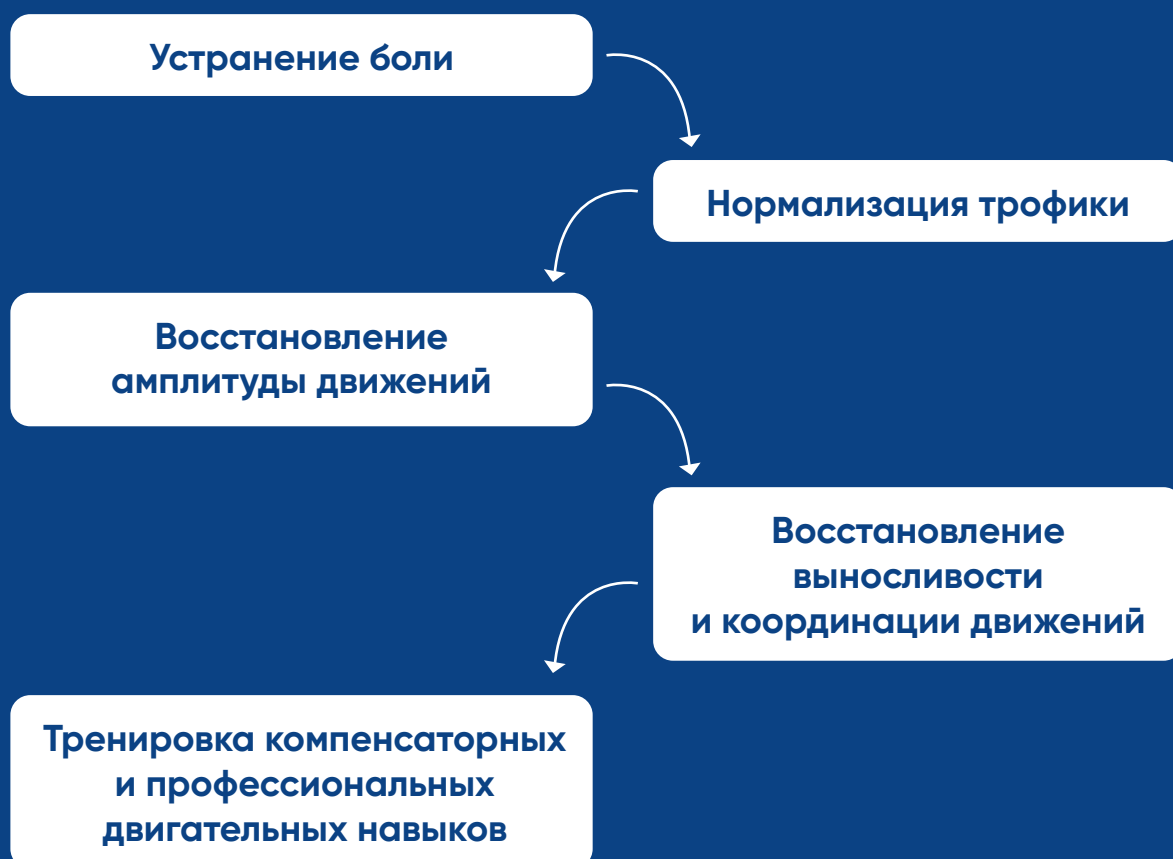 Устранение боли
Нормализация трофики
Восстановление
амплитуды движений
Восстановление
выносливости
и координации движений
Тренировка компенсаторных
и профессиональных
двигательных навыков